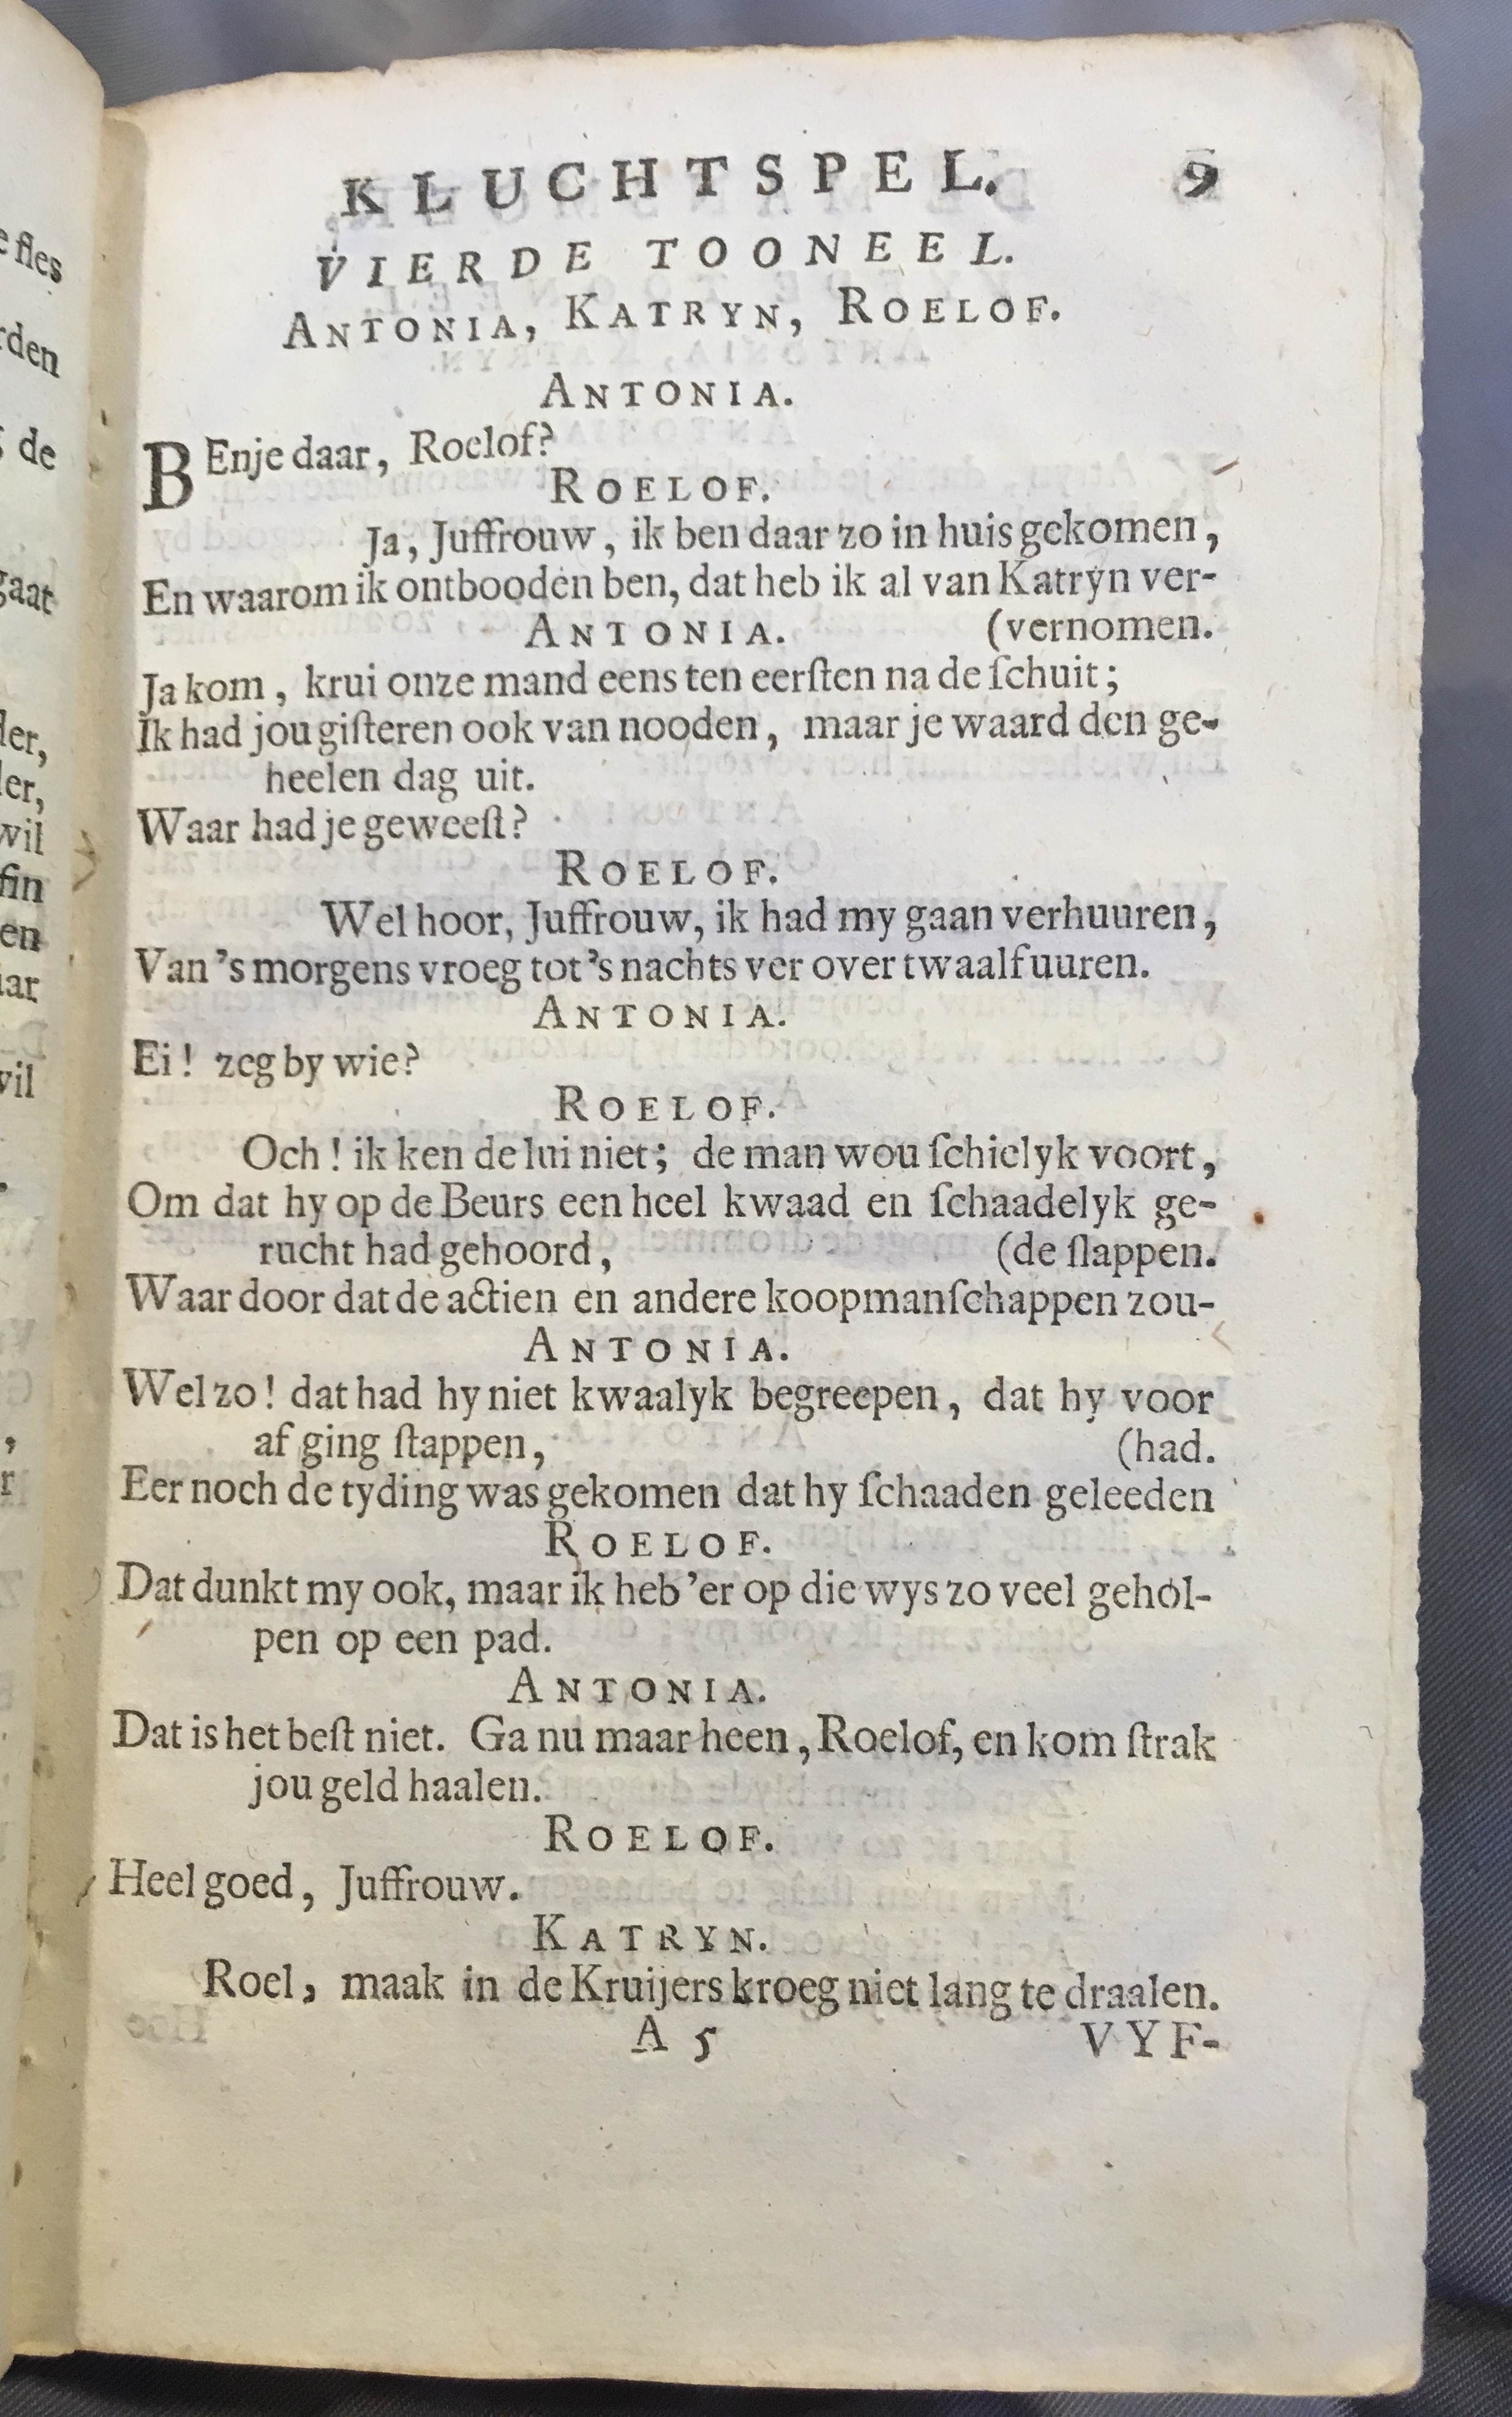 KLUCHTSPEL. 9
VIERDE TOONEEL.
ANTONIA, KATRYN, ROELOF.
ANTONIA.
BEnje daar, Roelof?
ROELOF.
Ja, Juffrouw, ik ben daar zo in huis gekomen,
En waarom ik ontbooden ben, dat heb ik al van Katryn ver-
ANTONIA. (vernomen.
Ja kom, krui onze mand eens ten eerſten na de ſchuit;
Ik had jou giſteren ook van nooden, maar je waard den ge-
heelen dag uit.
Waar had je geweeſt?
ROELOF.
Wel hoor, Juffrouw, ik had my gaan verhuuren,
Van 's morgens vroeg tot 's nachts ver over twaalf uuren.
ANTONIA.
Ei! zeg by wie?
ROELOF.
Och! ik ken de lui niet; de man wou ſchielyk voort,
Om dat hy op de Beurs een heel kwaad en ſchaadelyk ge-
rucht had gehoord, (de ſlappen.
Waar door dat de actien en andere koopmanſchappen zou-
ANTONIA.
Wel zo! dat had hy niet kwaalyk begreepen, dat hy voor
af ging ſtappen, (had.
Eer noch de tyding was gekomen dat hy ſchaaden geleeden
ROELOF.
Dat dunkt my ook, maar ik heb 'er op die wys zo veel gehol-
pen op een pad.
ANTONIA.
Dat is het beſt niet. Ga nu maar heen, Roelof, en kom ſtrak
jou geld haalen.
ROELOF.
Heel goed, Juffrouw.
KATRYN.
Roel, maak in de Kruijers kroeg niet lang te draalen.
A 5 VYF-